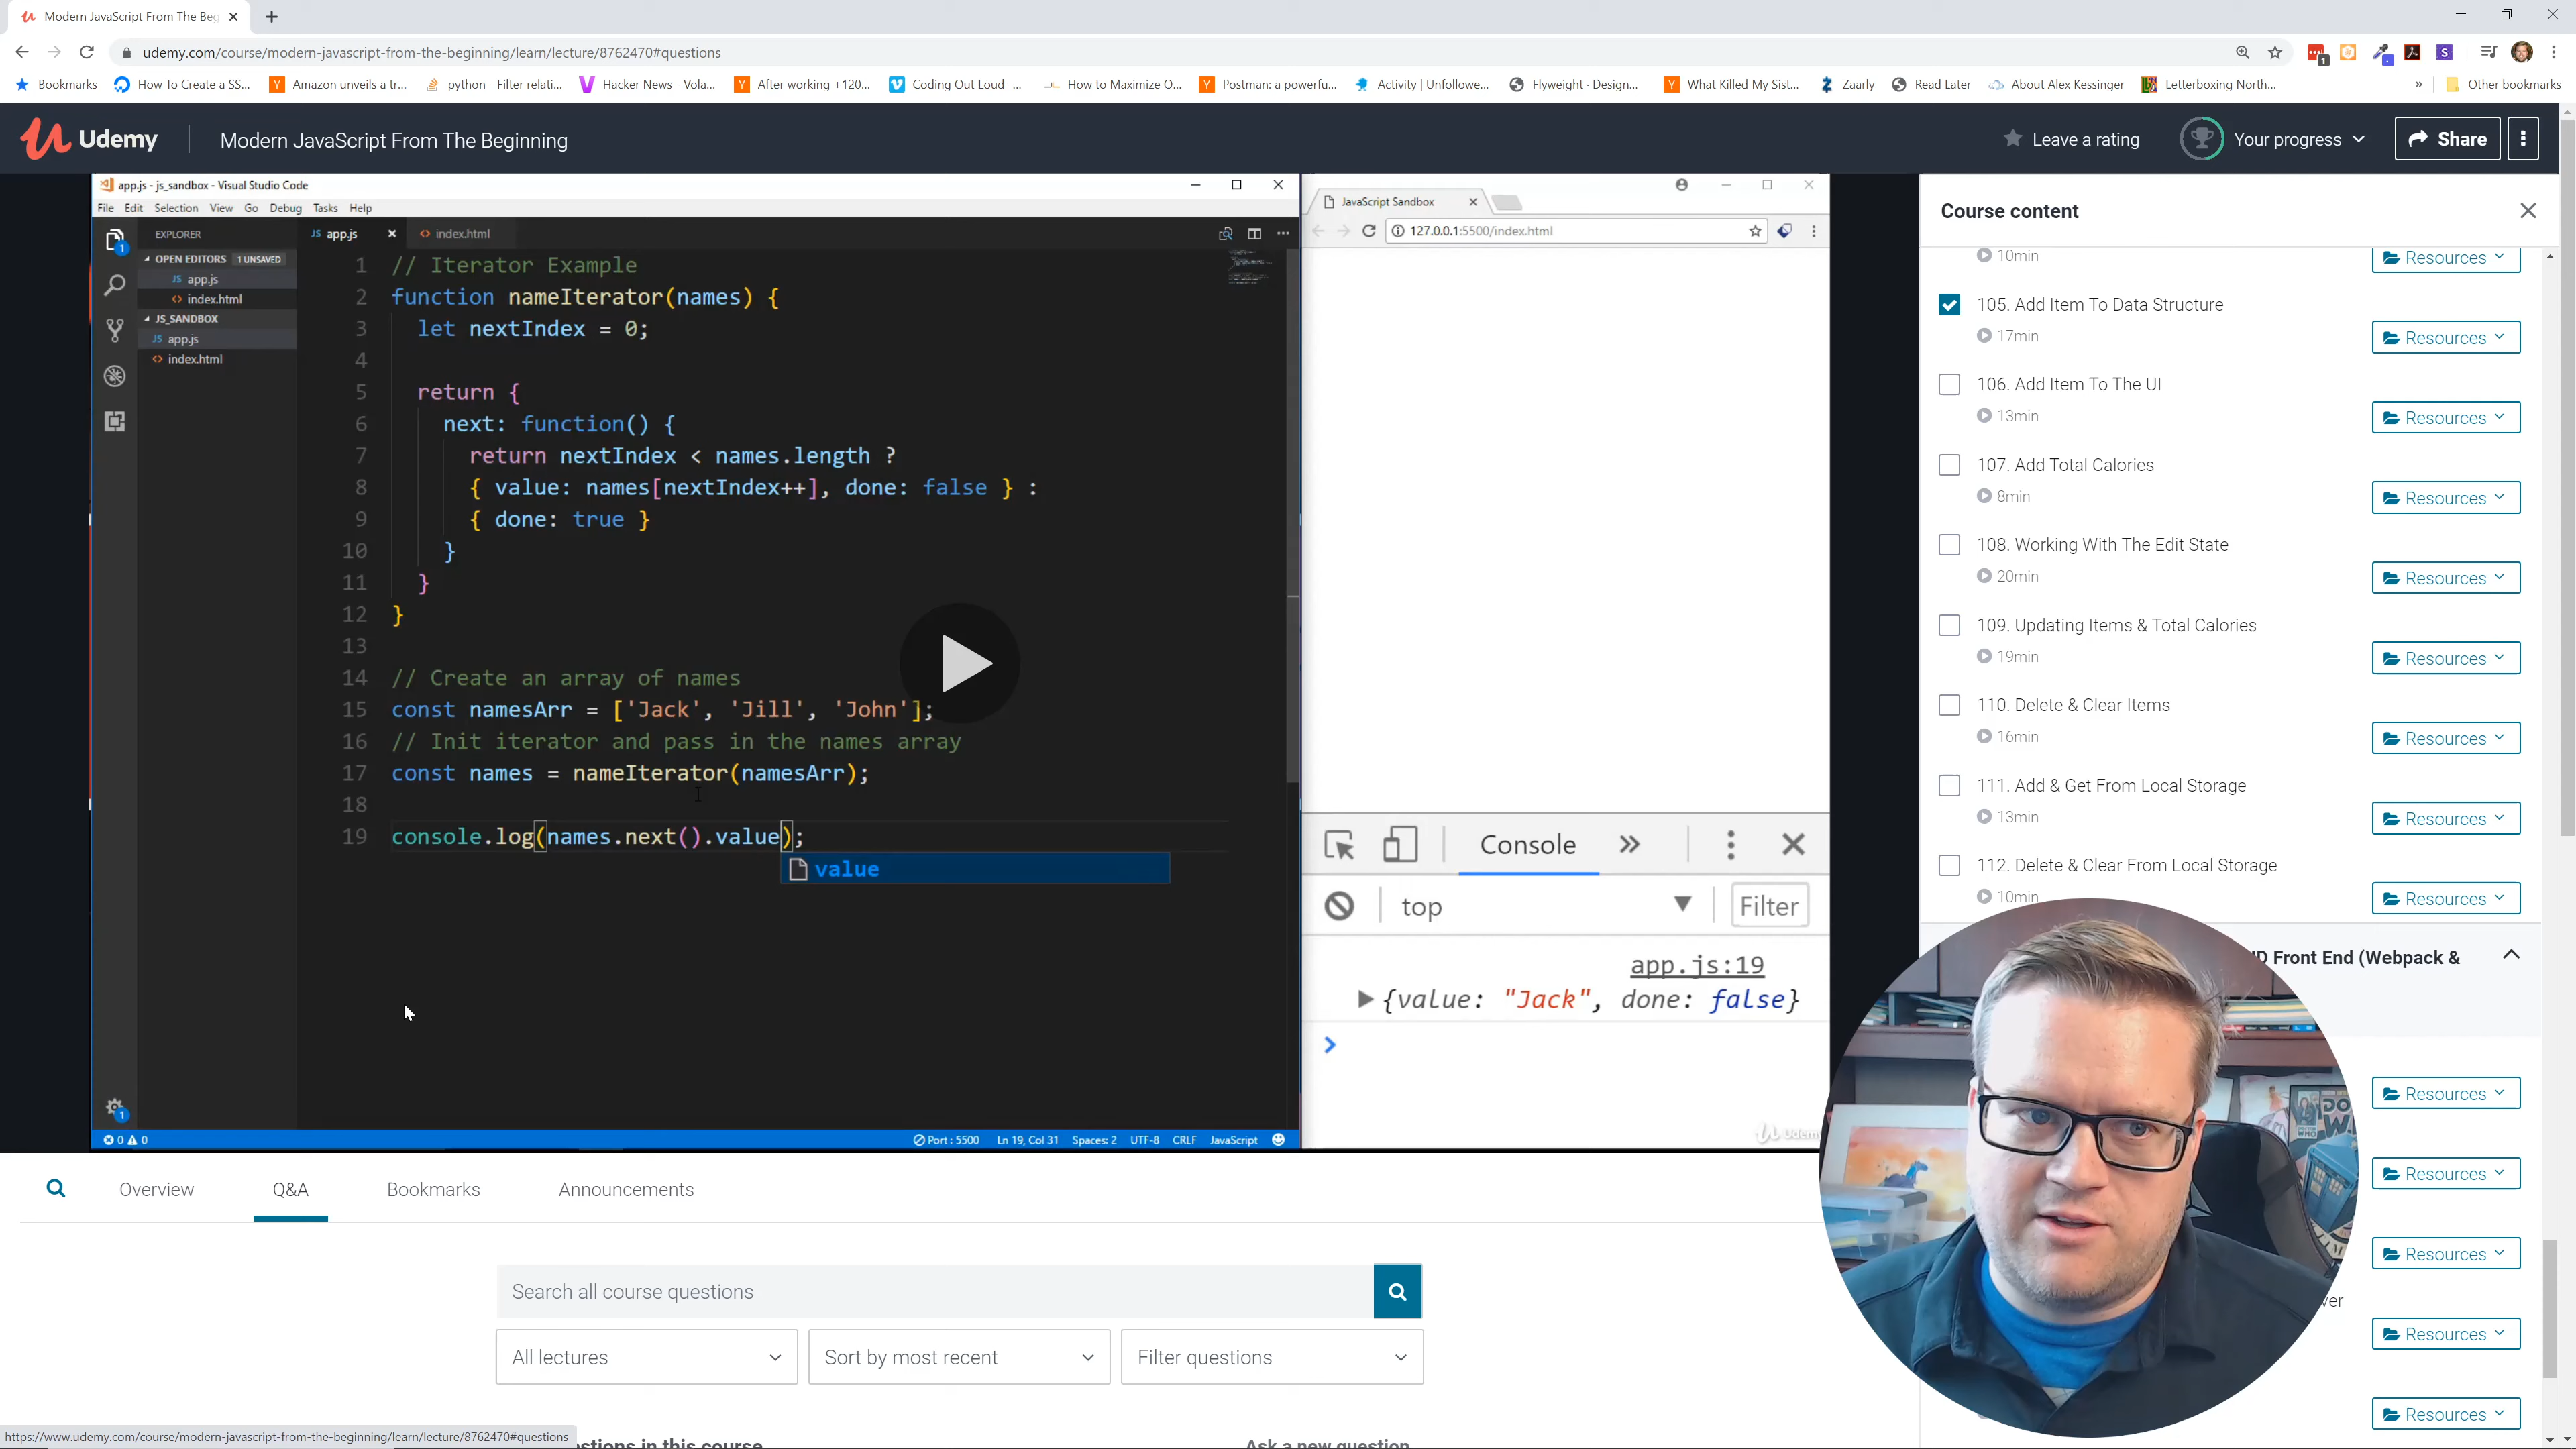 Modern JavaScript From The Beg
udemy.com/course/modern-javascript-from-the-beginning/learn/lecture/8762470#questions
Bookmarks
How To Create a SS...
Amazon unveils a tr...
python - Filter relati...
Hacker News - Vola...
After working +120...
Coding Out Loud -...
How to Maximize O...
Postman: a powerfu...
Activity | Unfollowe...
Flyweight · Design...
What Killed My Sist...
Zaarly
Read Later
About Alex Kessinger
Letterboxing North...
»
Other bookmarks
Udemy
Modern JavaScript From The Beginning
Leave a rating
Your progress
Share
app.js - js_sandbox - Visual Studio Code
File Edit Selection View Go Debug Tasks Help
EXPLORER
OPEN EDITORS 1 UNSAVED
JS app.js
<> index.html
JS_SANDBOX
JS app.js
<> index.html
JS app.js
<> index.html
1 // Iterator Example
2 function nameIterator(names) {
3 let nextIndex = 0;
4
5 return {
6 next: function() {
7 return nextIndex < names.length ?
8 { value: names[nextIndex++], done: false } :
9 { done: true }
10 }
11 }
12 }
13
14 // Create an array of names
15 const namesArr = ['Jack', 'Jill', 'John'];
16 // Init iterator and pass in the names array
17 const names = nameIterator(namesArr);
18
19 console.log(names.next().value);
value
0 0
Port : 5500
Ln 19, Col 31
Spaces: 2
UTF-8
CRLF
JavaScript
JavaScript Sandbox
127.0.0.1:5500/index.html
Console
top
Filter
app.js:19
{value: "Jack", done: false}
Udemy
Course content
10min
Resources
105. Add Item To Data Structure
17min
Resources
106. Add Item To The UI
13min
Resources
107. Add Total Calories
8min
Resources
108. Working With The Edit State
20min
Resources
109. Updating Items & Total Calories
19min
Resources
110. Delete & Clear Items
16min
Resources
111. Add & Get From Local Storage
13min
Resources
112. Delete & Clear From Local Storage
10min
Resources
Front End (Webpack &
Resources
Resources
Resources
Resources
Resources
Overview
Q&A
Bookmarks
Announcements
Search all course questions
All lectures
Sort by most recent
Filter questions
in this course
Ask a new question
https://www.udemy.com/course/modern-javascript-from-the-beginning/learn/lecture/8762470#questions